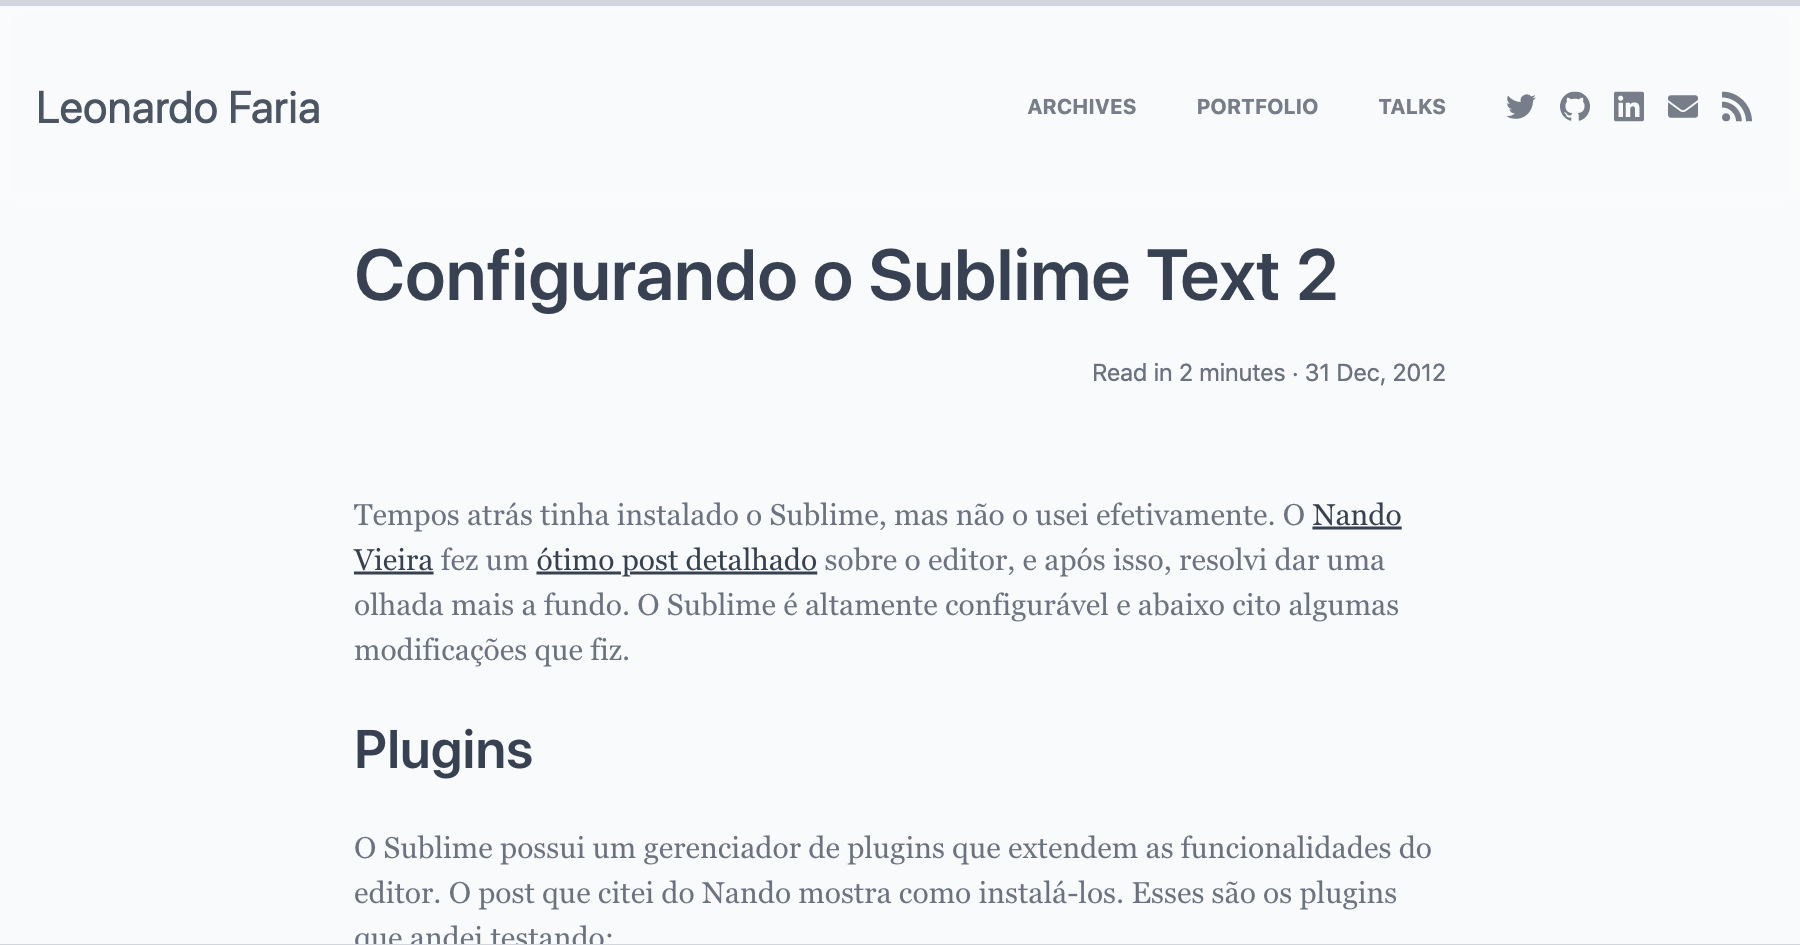 Leonardo Faria
ARCHIVES PORTFOLIO TALKS
Configurando o Sublime Text 2
Read in 2 minutes · 31 Dec, 2012
Tempos atrás tinha instalado o Sublime, mas não o usei efetivamente. O Nando
Vieira fez um ótimo post detalhado sobre o editor, e após isso, resolvi dar uma
olhada mais a fundo. O Sublime é altamente configurável e abaixo cito algumas
modificações que fiz.
Plugins
O Sublime possui um gerenciador de plugins que extendem as funcionalidades do
editor. O post que citei do Nando mostra como instalá-los. Esses são os plugins
que andei testando: